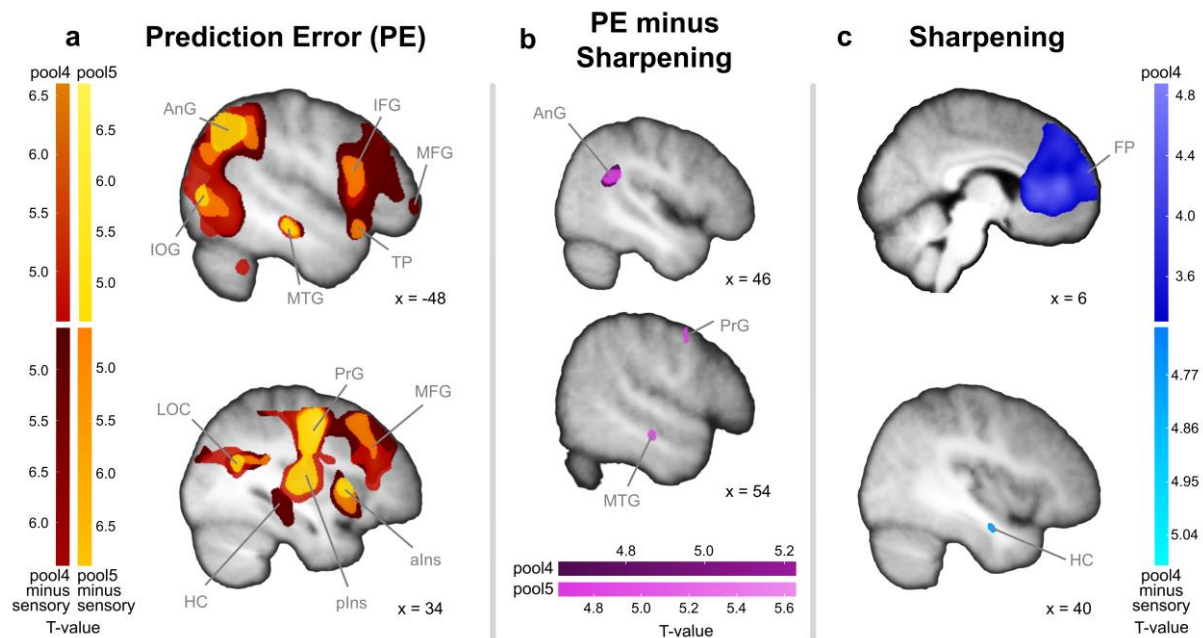 a
Prediction Error (PE)
pool4
pool5
6.5
6.0
5.5
5.0
6.5
6.0
5.5
5.0
5.0
5.5
6.5
6.0
5.0
5.5
6.0
6.5
pool4
minus
sensory
pool5
minus
sensory
T-value
AnG
IFG
MFG
IOG
MTG
TP
x = -48
PrG
LOC
MFG
HC
pIns
aIns
x = 34
b
PE minus
Sharpening
AnG
x = 46
PrG
MTG
x = 54
4.8
5.0
5.2
pool4
pool5
4.8
5.0
5.2
5.4
5.6
T-value
c
Sharpening
FP
x = 6
HC
x = 40
pool4
4.8
4.4
4.0
3.6
4.77
4.86
4.95
5.04
pool4
minus
sensory
T-value